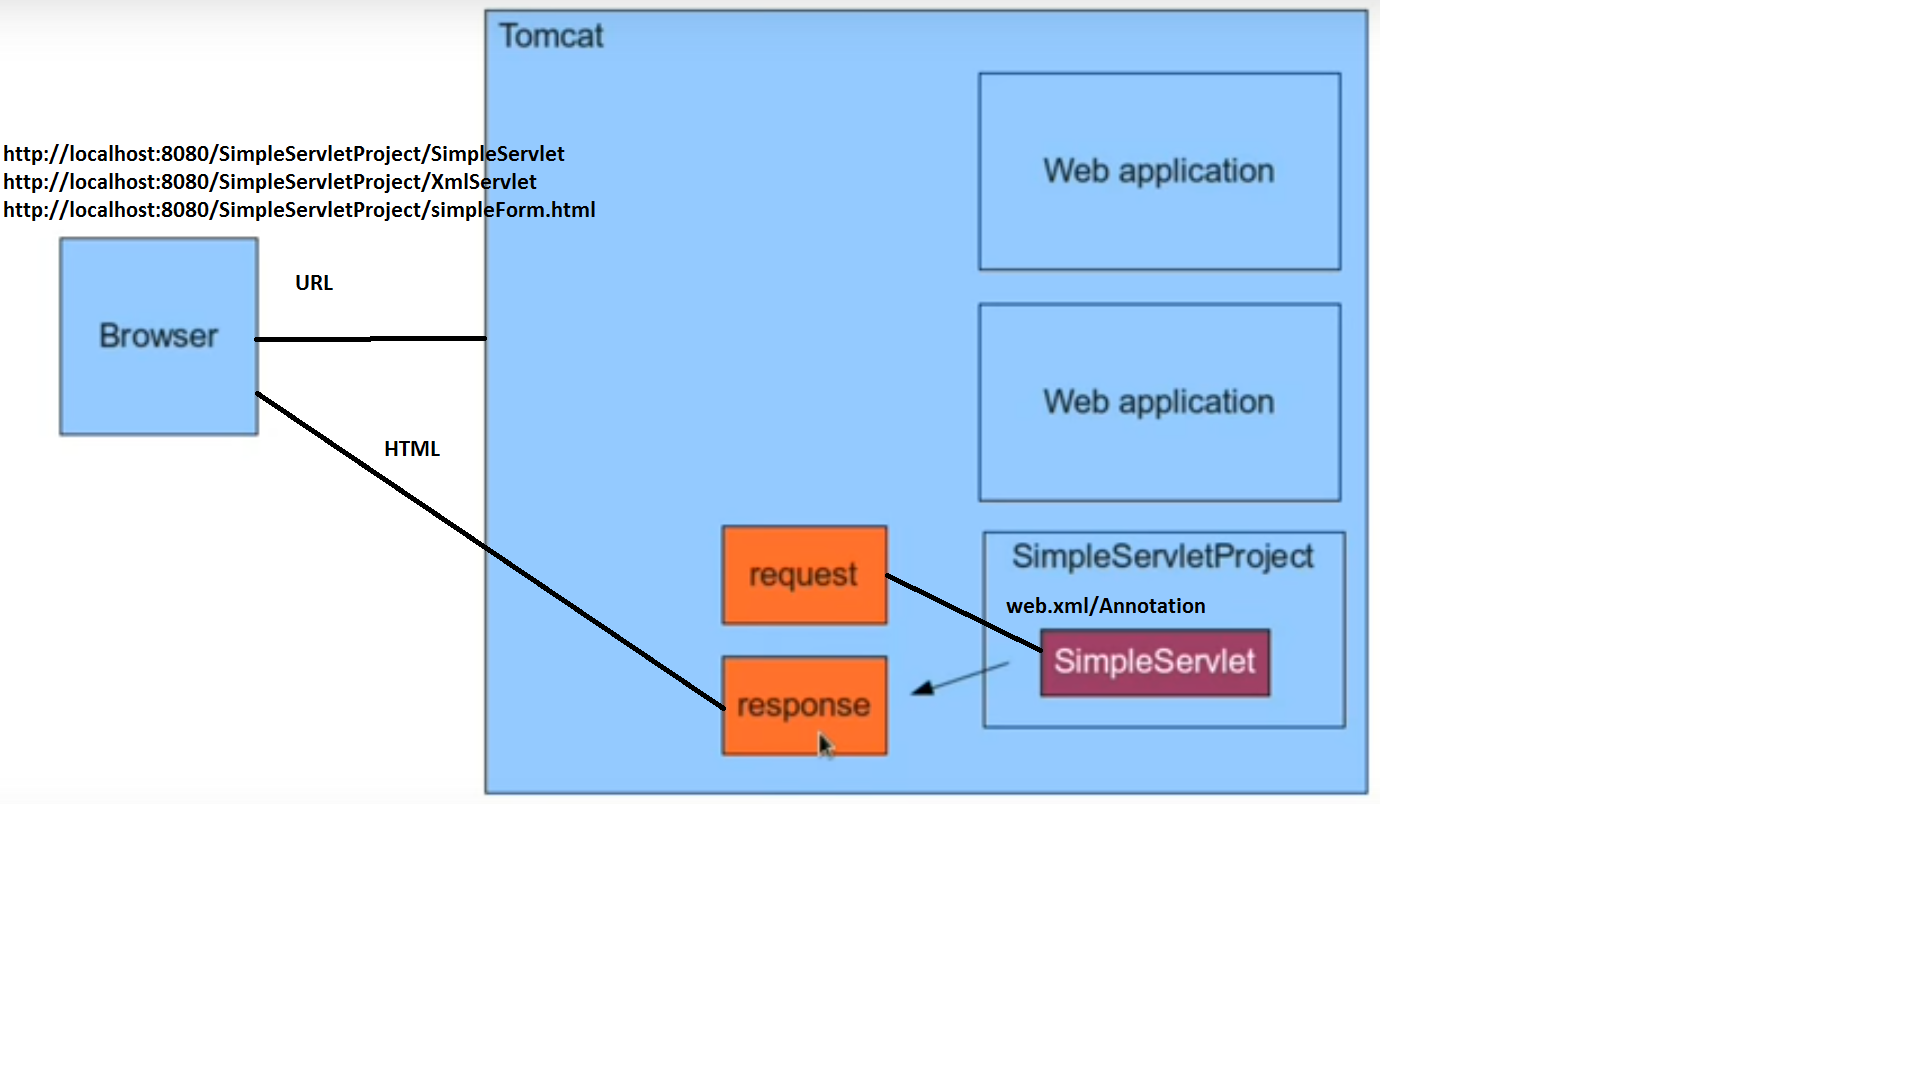 Tomcat
Web application
http://localhost:8080/SimpleServletProject/SimpleServlet
http://localhost:8080/SimpleServletProject/XmlServlet
http://localhost:8080/SimpleServletProject/simpleForm.html
URL
Browser
Web application
HTML
request
SimpleServletProject
web.xml/Annotation
SimpleServlet
response